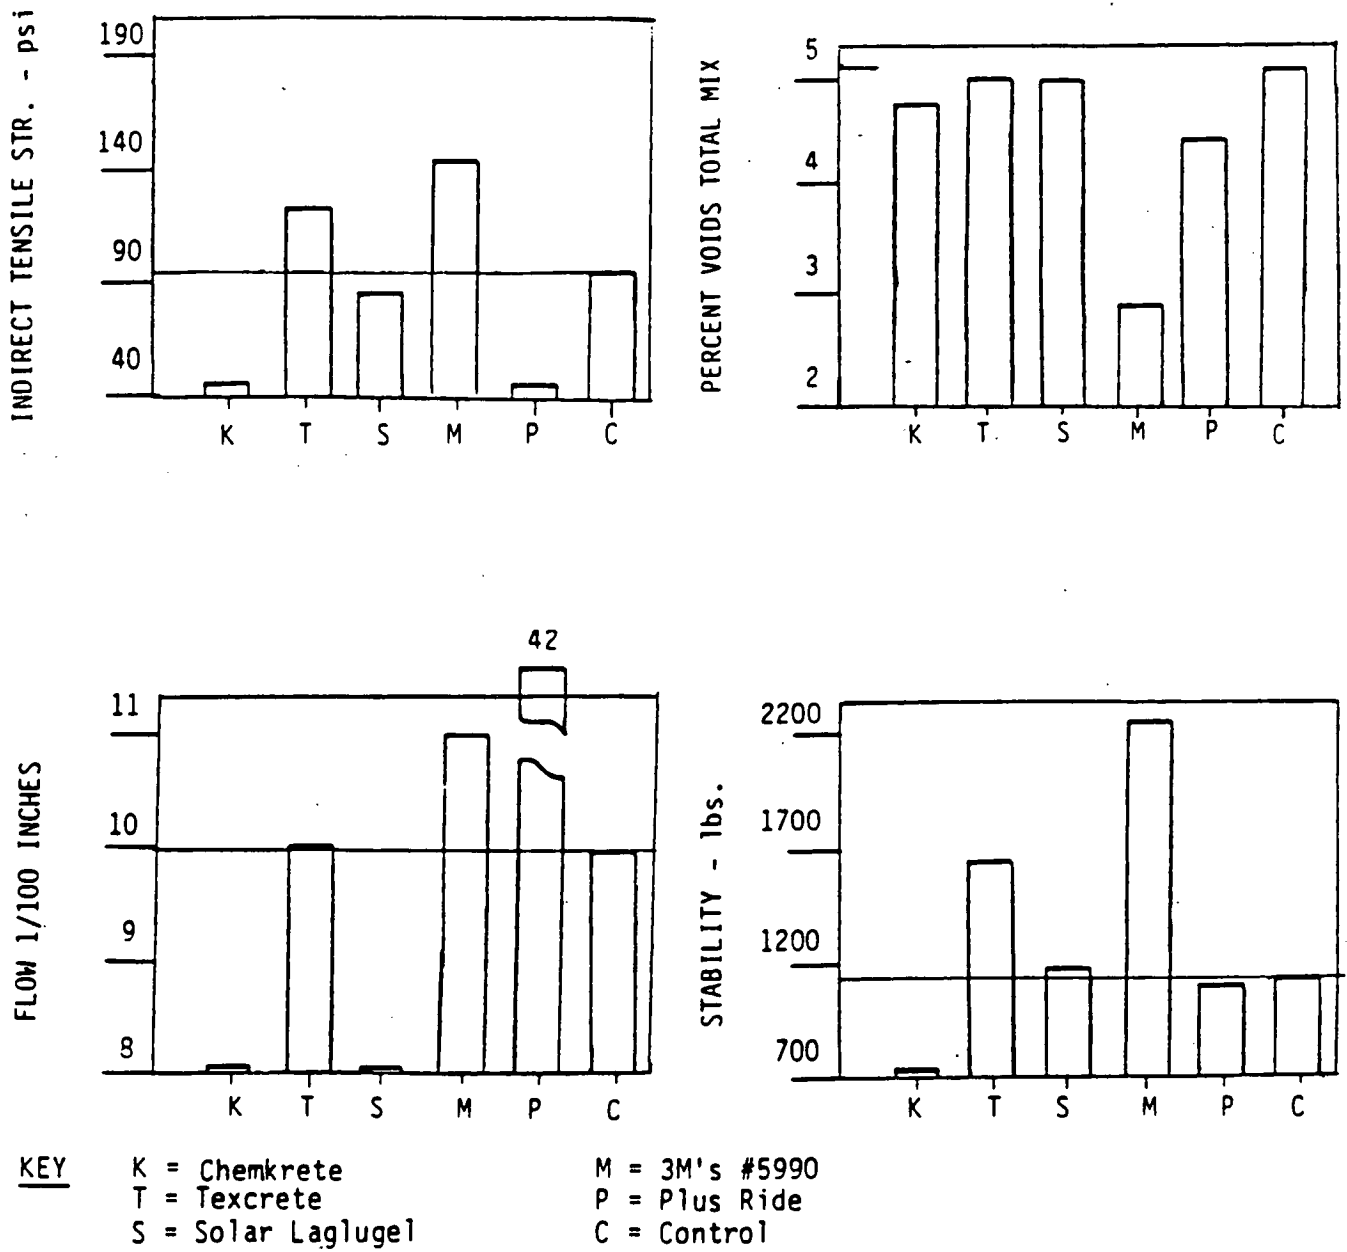 INDIRECT TENSILE STR. - psi
190
140
90
40
K T S M P C
PERCENT VOIDS TOTAL MIX
5
4
3
2
K T. S M P C
FLOW 1/100 INCHES
42
11
10
9
8
K T S M P C
STABILITY - lbs.
2200
1700
1200
700
K T S M P C
KEY
K = Chemkrete
T = Texcrete
S = Solar Laglugel
M = 3M's #5990
P = Plus Ride
C = Control